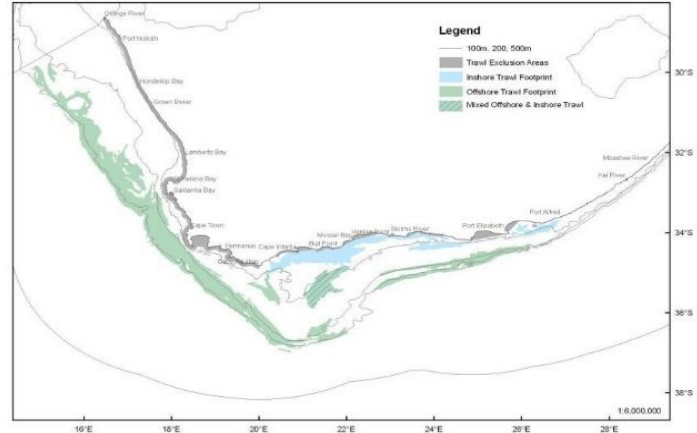 Orange River
Port Nolloth
Hondeklip Bay
Green River
Lamberts Bay
Saldanha Bay
Cape Town
Hermanus
Cape Infanta
Gull Point
Mossel Bay
Storms River
Port Elizabeth
Port Alfred
Kei River
Mbashee River
Legend
100m, 200, 500m
Trawl Exclusion Areas
Inshore Trawl Footprint
Offshore Trawl Footprint
Mixed Offshore & Inshore Trawl
30°S
32°S
34°S
36°S
38°S
1:6,000,000
16°E
18°E
20°E
22°E
24°E
26°E
28°E